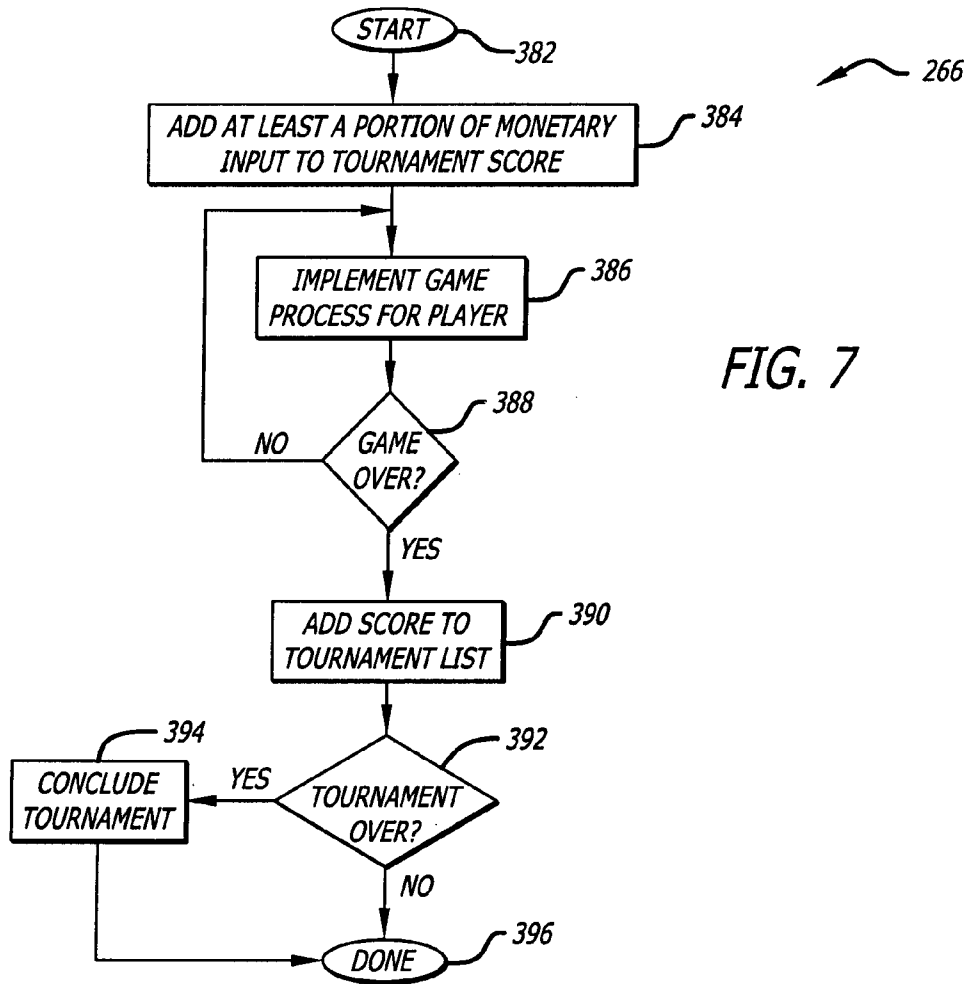 START
382
266
ADD AT LEAST A PORTION OF MONETARY
INPUT TO TOURNAMENT SCORE
384
IMPLEMENT GAME
PROCESS FOR PLAYER
386
FIG. 7
388
GAME
OVER?
NO
YES
ADD SCORE TO
TOURNAMENT LIST
390
394
392
CONCLUDE
TOURNAMENT
YES
TOURNAMENT
OVER?
NO
DONE
396